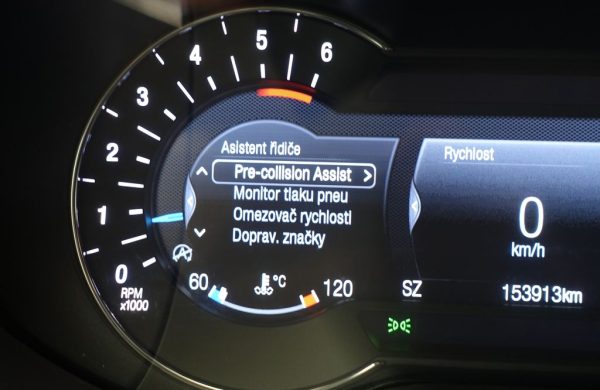 0
1
2
3
4
5
6
RPM
x1000
Asistent řidiče
Pre-collision Assist
Monitor tlaku pneu
Omezovač rychlosti
Doprav. značky
60 °C 120
Rychlost
0
km/h
SZ 153913km